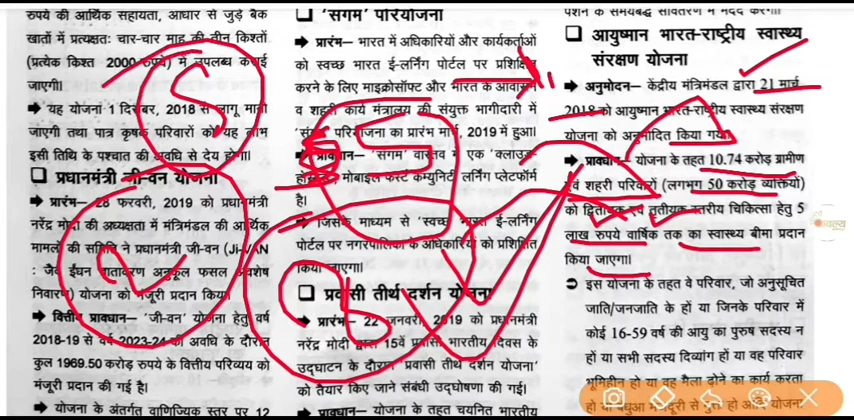 रुपये की आर्थिक सहायता, आधार से जुड़े बैंक
खातों में प्रत्यक्षतः चार-चार माह की तीन किश्तों
(प्रत्येक किश्त 2000 रुपये) में उपलब्ध कराई
जाएगी।
➔ यह योजना 1 दिसंबर, 2018 से लागू मानी
जाएगी तथा पात्र कृषक परिवारों को यह लाभ
इसी तिथि के पश्चात की अवधि से देय होगा।
❑ प्रधानमंत्री जी-वन योजना
➔ प्रारंभ– 28 फरवरी, 2019 को प्रधानमंत्री
नरेंद्र मोदी की अध्यक्षता में मंत्रिमंडल की आर्थिक
मामलों की समिति ने प्रधानमंत्री जी-वन (Ji-VAN
: जैव ईंधन वातावरण अनुकूल फसल अवशेष
निवारण) योजना को मंजूरी प्रदान किया।
➔ वित्तीय प्रावधान– 'जी-वन' योजना हेतु वर्ष
2018-19 से वर्ष 2023-24 की अवधि के दौरान
कुल 1969.50 करोड़ रुपये के वित्तीय परिव्यय को
मंजूरी प्रदान की गई है।
➔ योजना के अंतर्गत वाणिज्यिक स्तर पर 12
❑ 'संगम' परियोजना
➔ प्रारंभ– भारत में अधिकारियों और कार्यकर्ताओं
को स्वच्छ भारत ई-लर्निंग पोर्टल पर प्रशिक्षित
करने के लिए माइक्रोसॉफ्ट और भारत के आवासन
व शहरी कार्य मंत्रालय की संयुक्त भागीदारी में
परियोजना का प्रारंभ मार्च, 2019 में हुआ।
➔ प्रावधान– 'संगम' वास्तव में एक 'क्लाउड
मोबाइल फर्स्ट कम्युनिटी लर्निंग प्लेटफॉर्म
है।
➔ जिसके माध्यम से 'स्वच्छ भारत ई-लर्निंग
पोर्टल पर नगरपालिका के अधिकारियों को प्रशिक्षित
किया जाएगा।
❑ प्रवासी तीर्थ दर्शन योजना
➔ प्रारंभ– 22 जनवरी, 2019 को प्रधानमंत्री
नरेंद्र मोदी द्वारा 15वें प्रवासी भारतीय दिवस के
उद्घाटन के दौरान 'प्रवासी तीर्थ दर्शन योजना'
को तैयार किए जाने संबंधी उद्घोषणा की गई।
➔ प्रावधान– योजना के तहत चयनित भारतीय
❑ आयुष्मान भारत-राष्ट्रीय स्वास्थ्य
संरक्षण योजना
➔ अनुमोदन– केंद्रीय मंत्रिमंडल द्वारा 21 मार्च,
2018 को आयुष्मान भारत-राष्ट्रीय स्वास्थ्य संरक्षण
योजना को अनुमोदित किया गया।
➔ प्रावधान– योजना के तहत 10.74 करोड़ ग्रामीण
एवं शहरी परिवारों (लगभग 50 करोड़ व्यक्तियों)
को द्वितीयक एवं तृतीयक स्तरीय चिकित्सा हेतु 5
लाख रुपये वार्षिक तक का स्वास्थ्य बीमा प्रदान
किया जाएगा।
➲ इस योजना के तहत वे परिवार, जो अनुसूचित
जाति/जनजाति के हों या जिनके परिवार में
कोई 16-59 वर्ष की आयु का पुरुष सदस्य न
हों या सभी सदस्य दिव्यांग हों या वह परिवार
भूमिहीन हो या वह मैला ढोने का कार्य करता